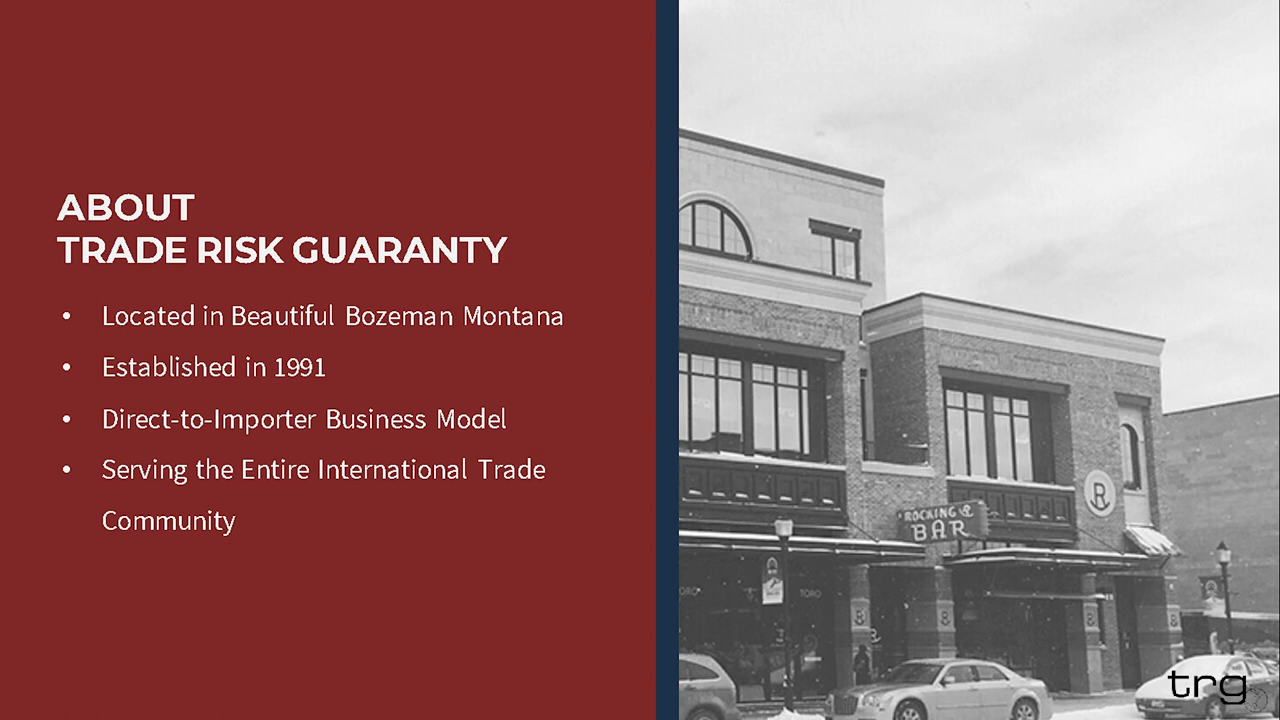 ABOUT
TRADE RISK GUARANTY
• Located in Beautiful Bozeman Montana
• Established in 1991
• Direct-to-Importer Business Model
• Serving the Entire International Trade
Community
R
ROCKING R
BAR
TORO
trg